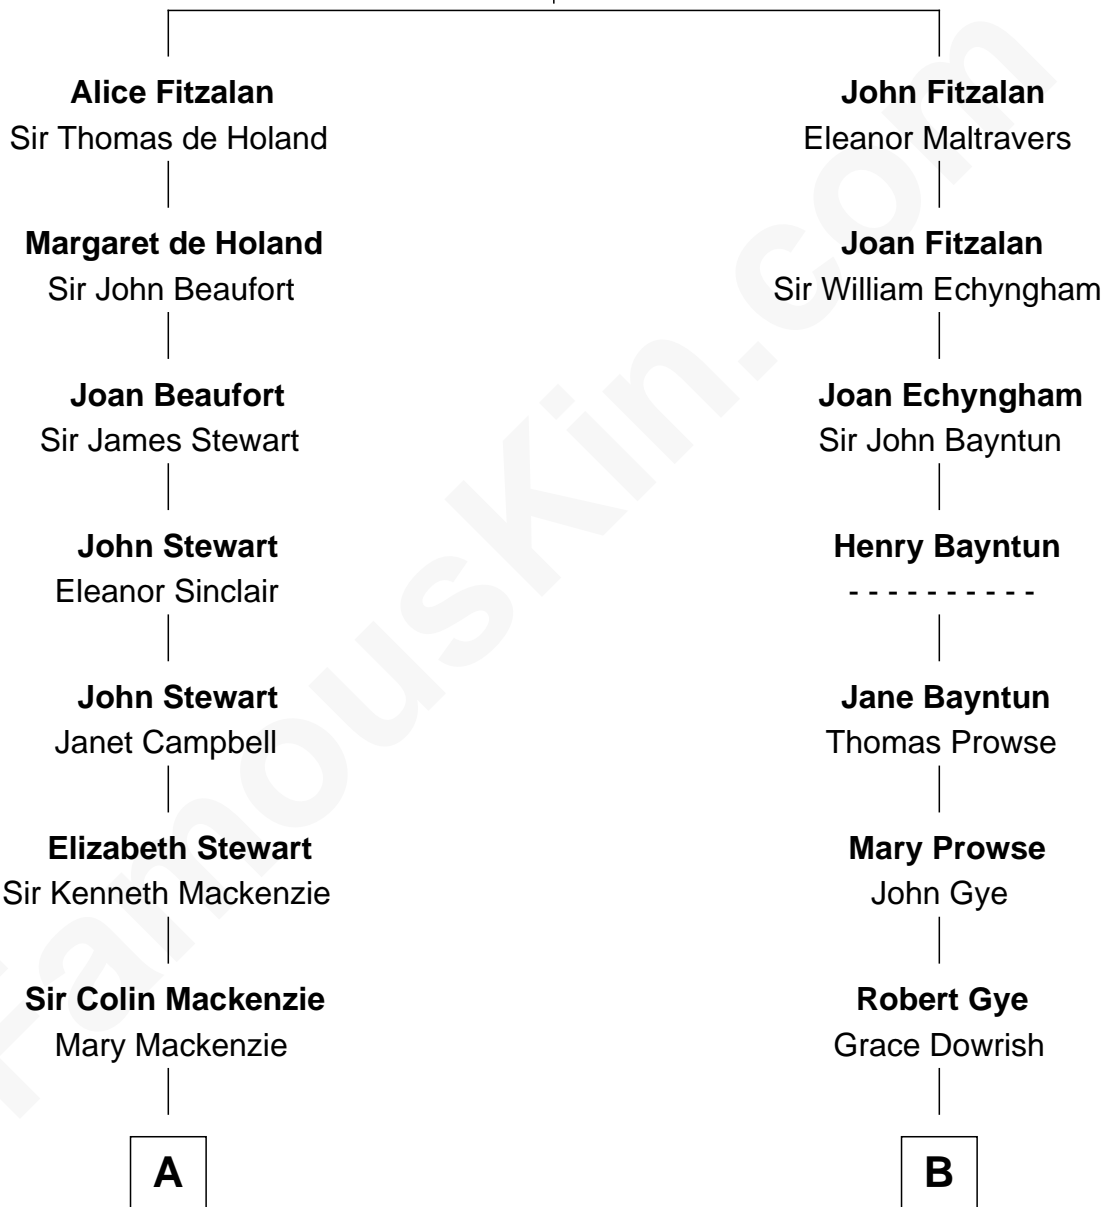 Alice Fitzalan
Sir Thomas de Holand
Margaret de Holand
Sir John Beaufort
Joan Beaufort
Sir James Stewart
John Stewart
Eleanor Sinclair
John Stewart
Janet Campbell
Elizabeth Stewart
Sir Kenneth Mackenzie
Sir Colin Mackenzie
Mary Mackenzie
A
John Fitzalan
Eleanor Maltravers
Joan Fitzalan
Sir William Echyngham
Joan Echyngham
Sir John Bayntun
Henry Bayntun
- - - - - - - - - -
Jane Bayntun
Thomas Prowse
Mary Prowse
John Gye
Robert Gye
Grace Dowrish
B
FamousKin.com